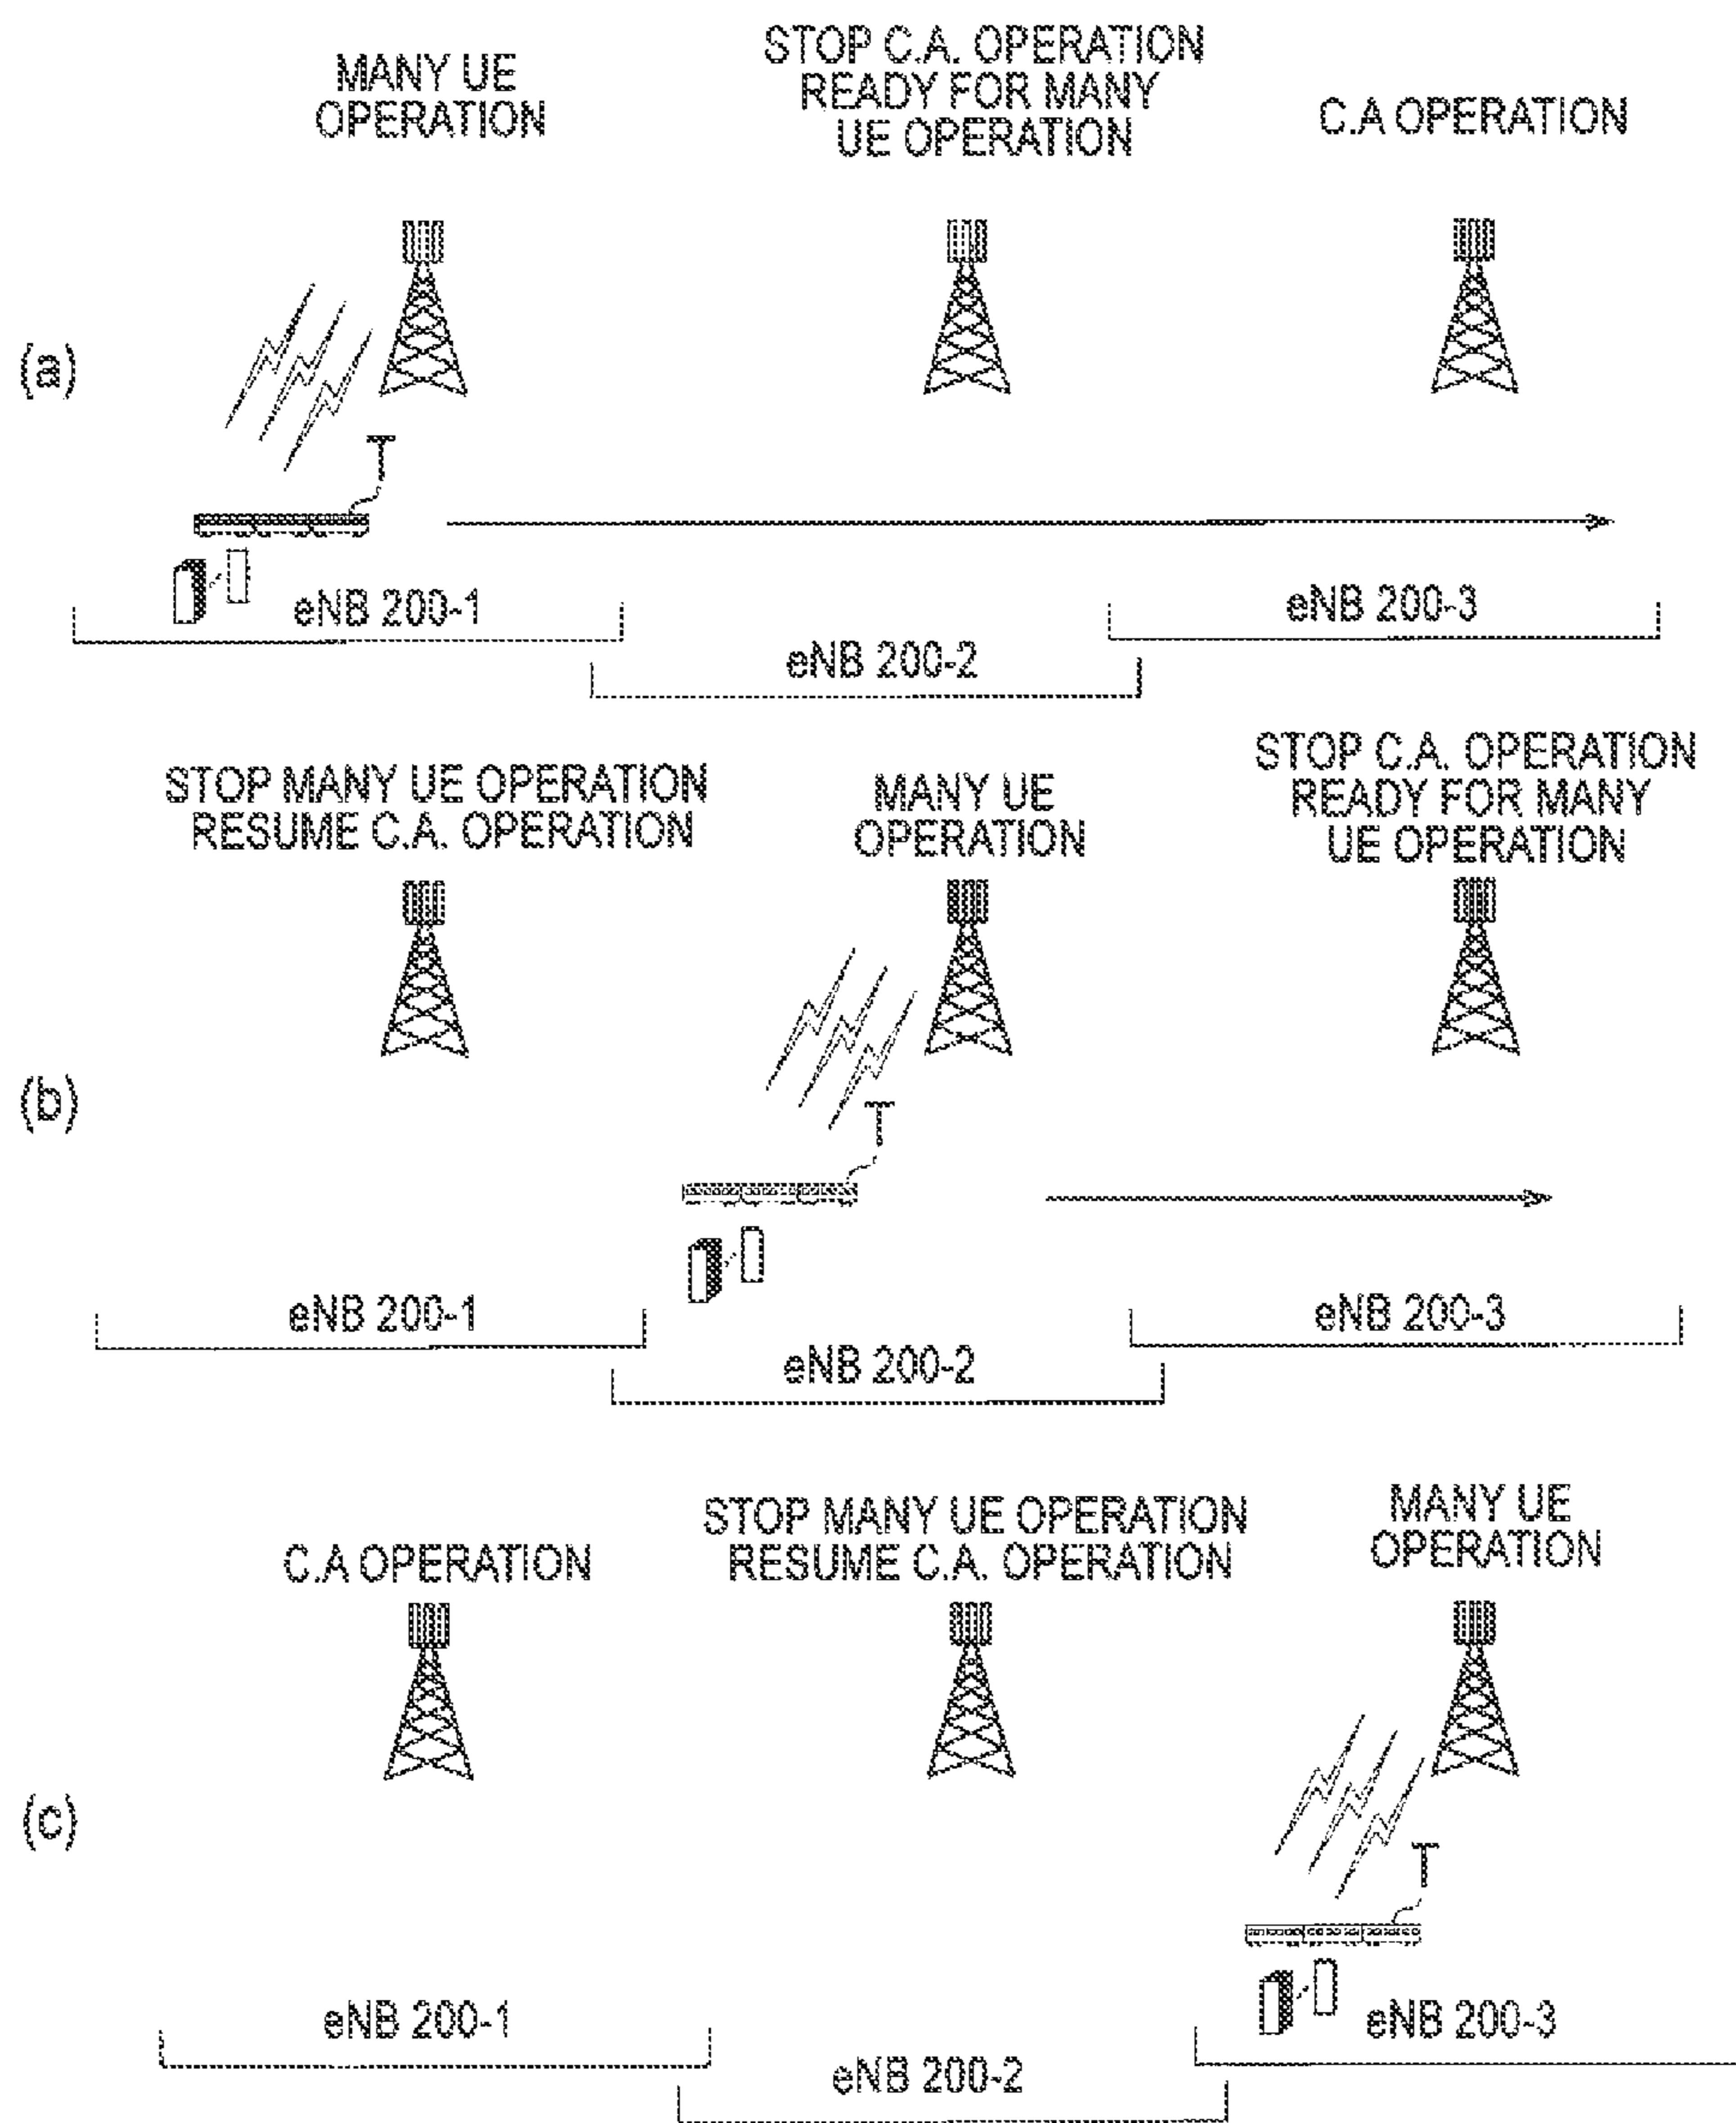 MANY UE
OPERATION
STOP C.A. OPERATION
READY FOR MANY
UE OPERATION
C.A OPERATION
(a)
eNB 200-1
eNB 200-2
eNB 200-3
STOP MANY UE OPERATION
RESUME C.A. OPERATION
MANY UE
OPERATION
STOP C.A. OPERATION
READY FOR MANY
UE OPERATION
(b)
eNB 200-1
eNB 200-2
eNB 200-3
C.A OPERATION
STOP MANY UE OPERATION
RESUME C.A. OPERATION
MANY UE
OPERATION
(c)
eNB 200-1
eNB 200-2
eNB 200-3